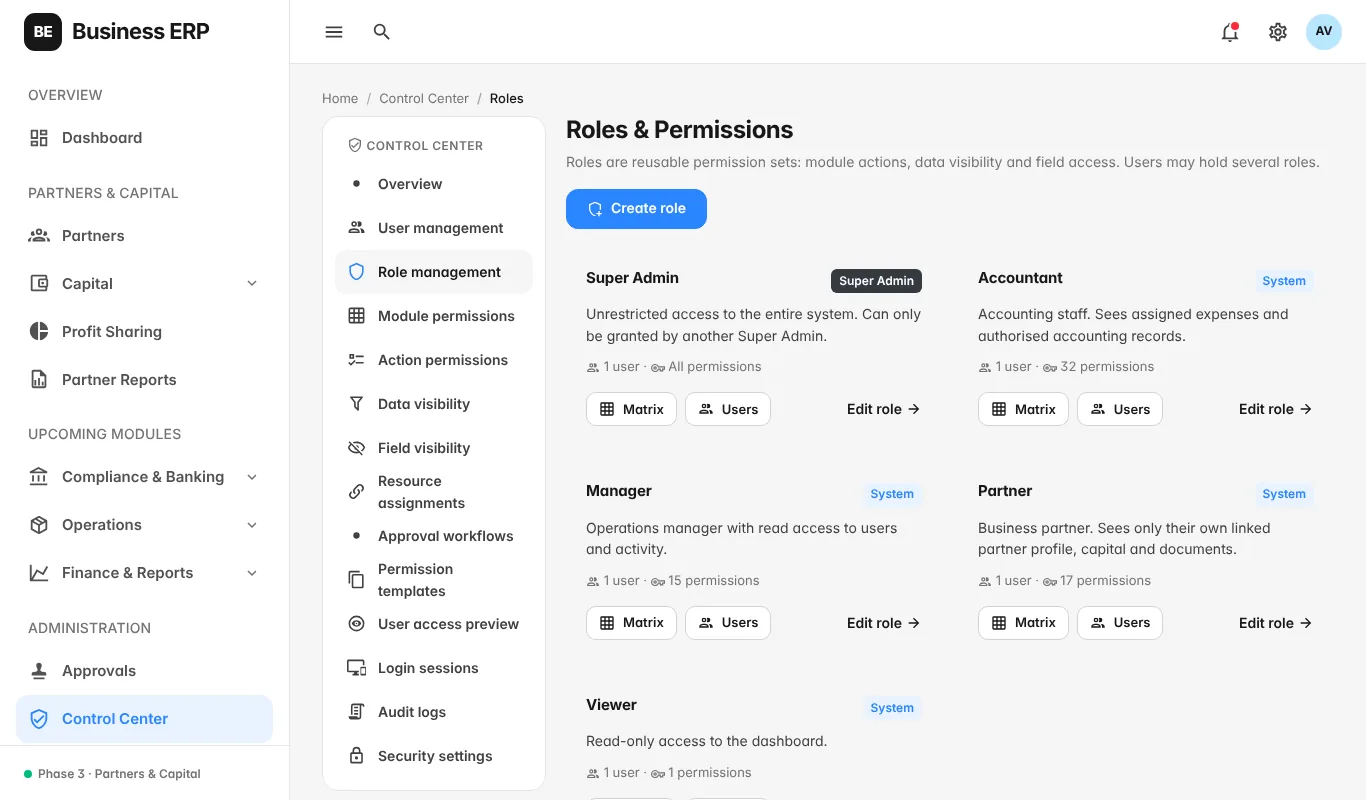 BE Business ERP
AV
OVERVIEW
Dashboard
PARTNERS & CAPITAL
Partners
Capital
Profit Sharing
Partner Reports
UPCOMING MODULES
Compliance & Banking
Operations
Finance & Reports
ADMINISTRATION
Approvals
Control Center
Phase 3 · Partners & Capital
Home / Control Center / Roles
CONTROL CENTER
Overview
User management
Role management
Module permissions
Action permissions
Data visibility
Field visibility
Resource
assignments
Approval workflows
Permission
templates
User access preview
Login sessions
Audit logs
Security settings
Roles & Permissions
Roles are reusable permission sets: module actions, data visibility and field access. Users may hold several roles.
Create role
Super Admin
Super Admin
Unrestricted access to the entire system. Can only
be granted by another Super Admin.
1 user · All permissions
Matrix Users Edit role →
Accountant
System
Accounting staff. Sees assigned expenses and
authorised accounting records.
1 user · 32 permissions
Matrix Users Edit role →
Manager
System
Operations manager with read access to users
and activity.
1 user · 15 permissions
Matrix Users Edit role →
Partner
System
Business partner. Sees only their own linked
partner profile, capital and documents.
1 user · 17 permissions
Matrix Users Edit role →
Viewer
System
Read-only access to the dashboard.
1 user · 1 permissions